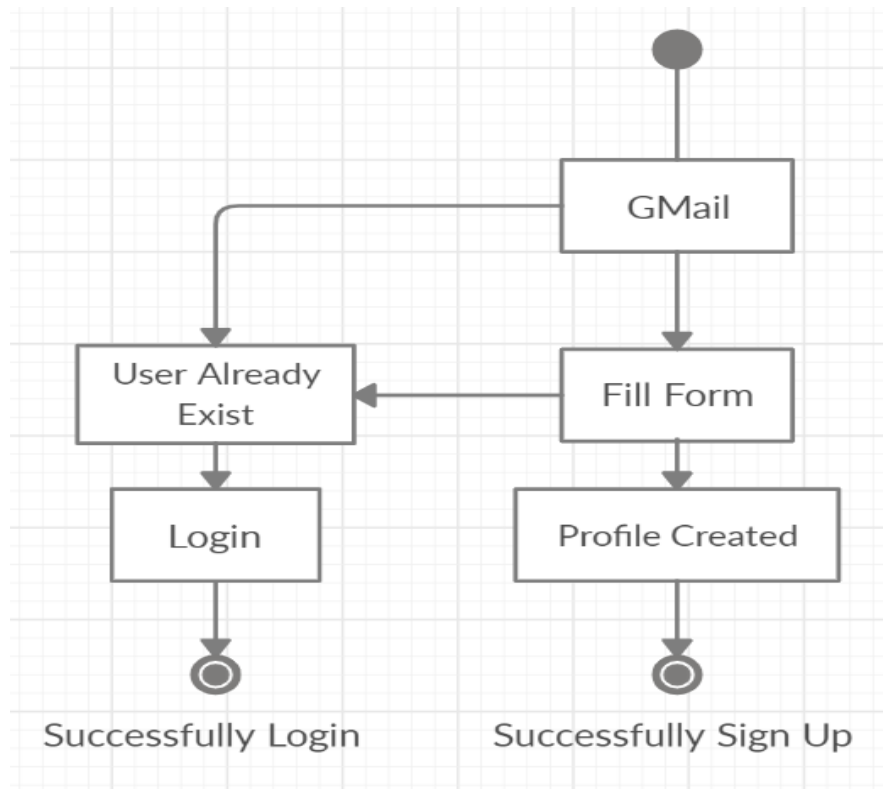 GMail
User Already
Exist
Fill Form
Login
Profile Created
Successfully Login
Successfully Sign Up